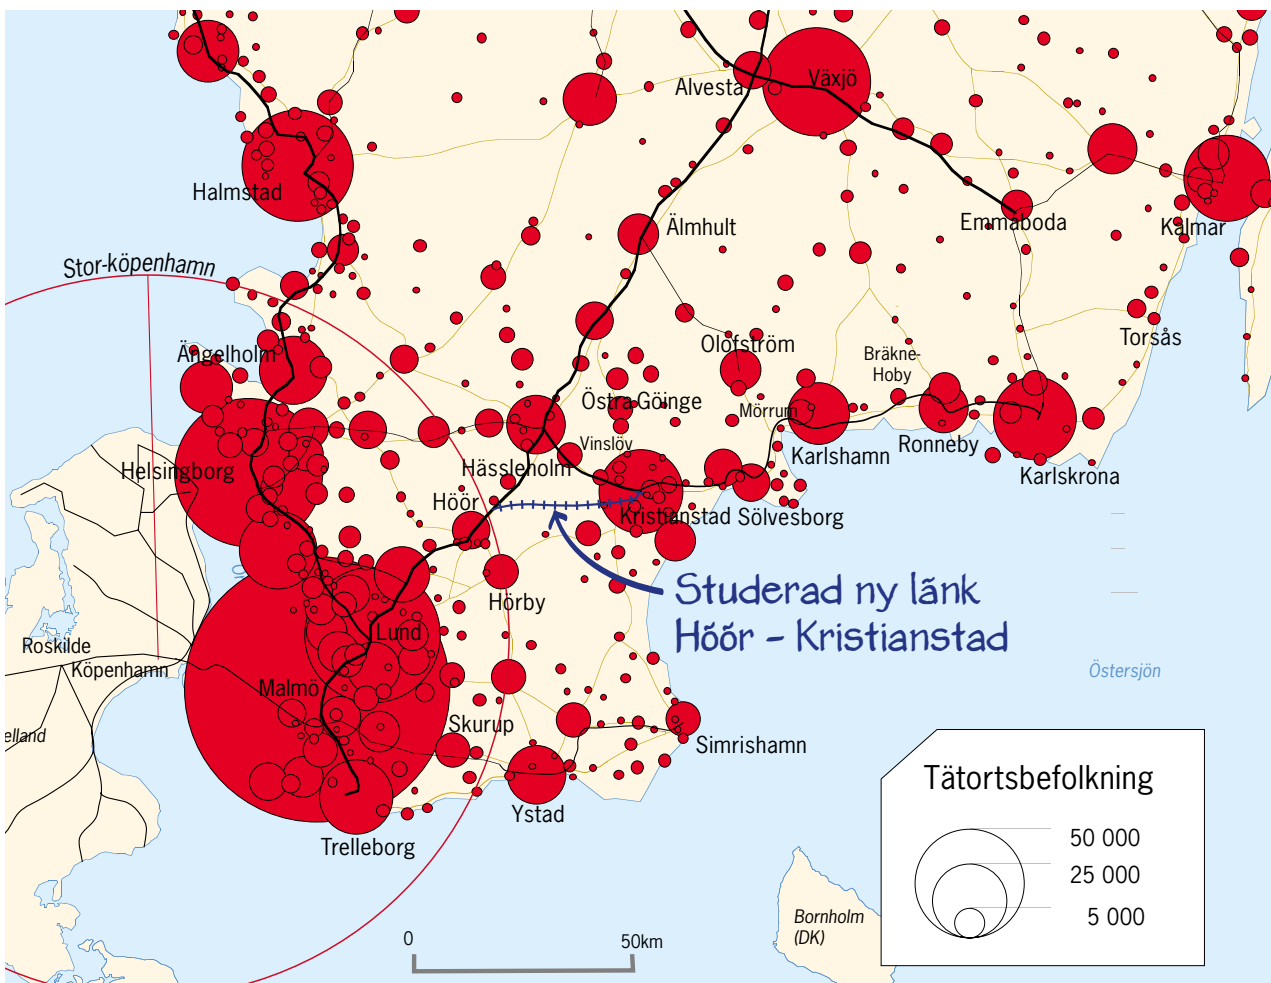 Alvesta
Växjö
Halmstad
Emmaboda
Kalmar
Älmhult
Stor-köpenhamn
Torsås
Olofström
Ängelholm
Bräkne-
Hoby
Östra Göinge
Mörrum
Vinslöv
Karlshamn
Ronneby
Helsingborg
Hässleholm
Karlskrona
Höör
Kristianstad
Sölvesborg
Studerad ny länk
Höör - Kristianstad
Hörby
Lund
Roskilde
Köpenhamn
Östersjön
Malmö
Skurup
elland
Simrishamn
Ystad
Trelleborg
Tätortsbefolkning
50 000
25 000
5 000
Bornholm
(DK)
0
50km